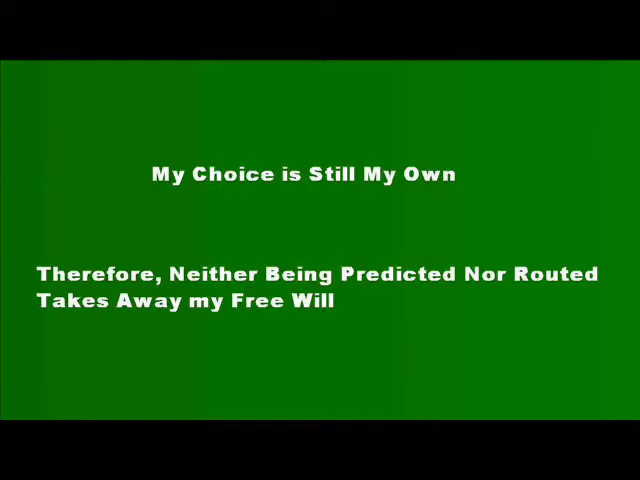 My Choice is Still My Own
Therefore, Neither Being Predicted Nor Routed
Takes Away my Free Will